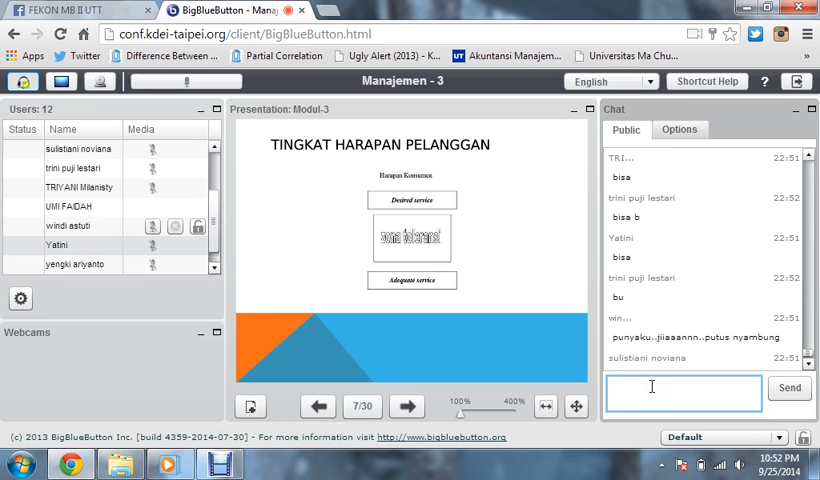 FEKON MB II UTT
BigBlueButton - Manaj
conf.kdei-taipei.org/client/BigBlueButton.html
Apps
Twitter
Difference Between ...
Partial Correlation
Ugly Alert (2013) - K...
UT
Akuntansi Manajem...
Universitas Ma Chu...
Manajemen - 3
English
Shortcut Help
?
Users: 12
Status
Name
Media
sulistiani noviana
trini puji lestari
TRIYANI Milanisty
UMI FAIDAH
windi astuti
Yatini
yengki ariyanto
Webcams
Presentation: Modul-3
TINGKAT HARAPAN PELANGGAN
Harapan Konsumen
Desired service
zona toleransi
Adequate service
7/30
100%
400%
Chat
Public
Options
TRI... 22:51
bisa
trini puji lestari 22:52
bisa b
Yatini 22:51
bisa
trini puji lestari 22:52
bu
win... 22:51
punyaku..jiiaaannn..putus nyambung
sulistiani noviana 22:51
Send
(c) 2013 BigBlueButton Inc. [build 4359-2014-07-30] - For more information visit http://www.bigbluebutton.org
Default
10:52 PM
9/25/2014